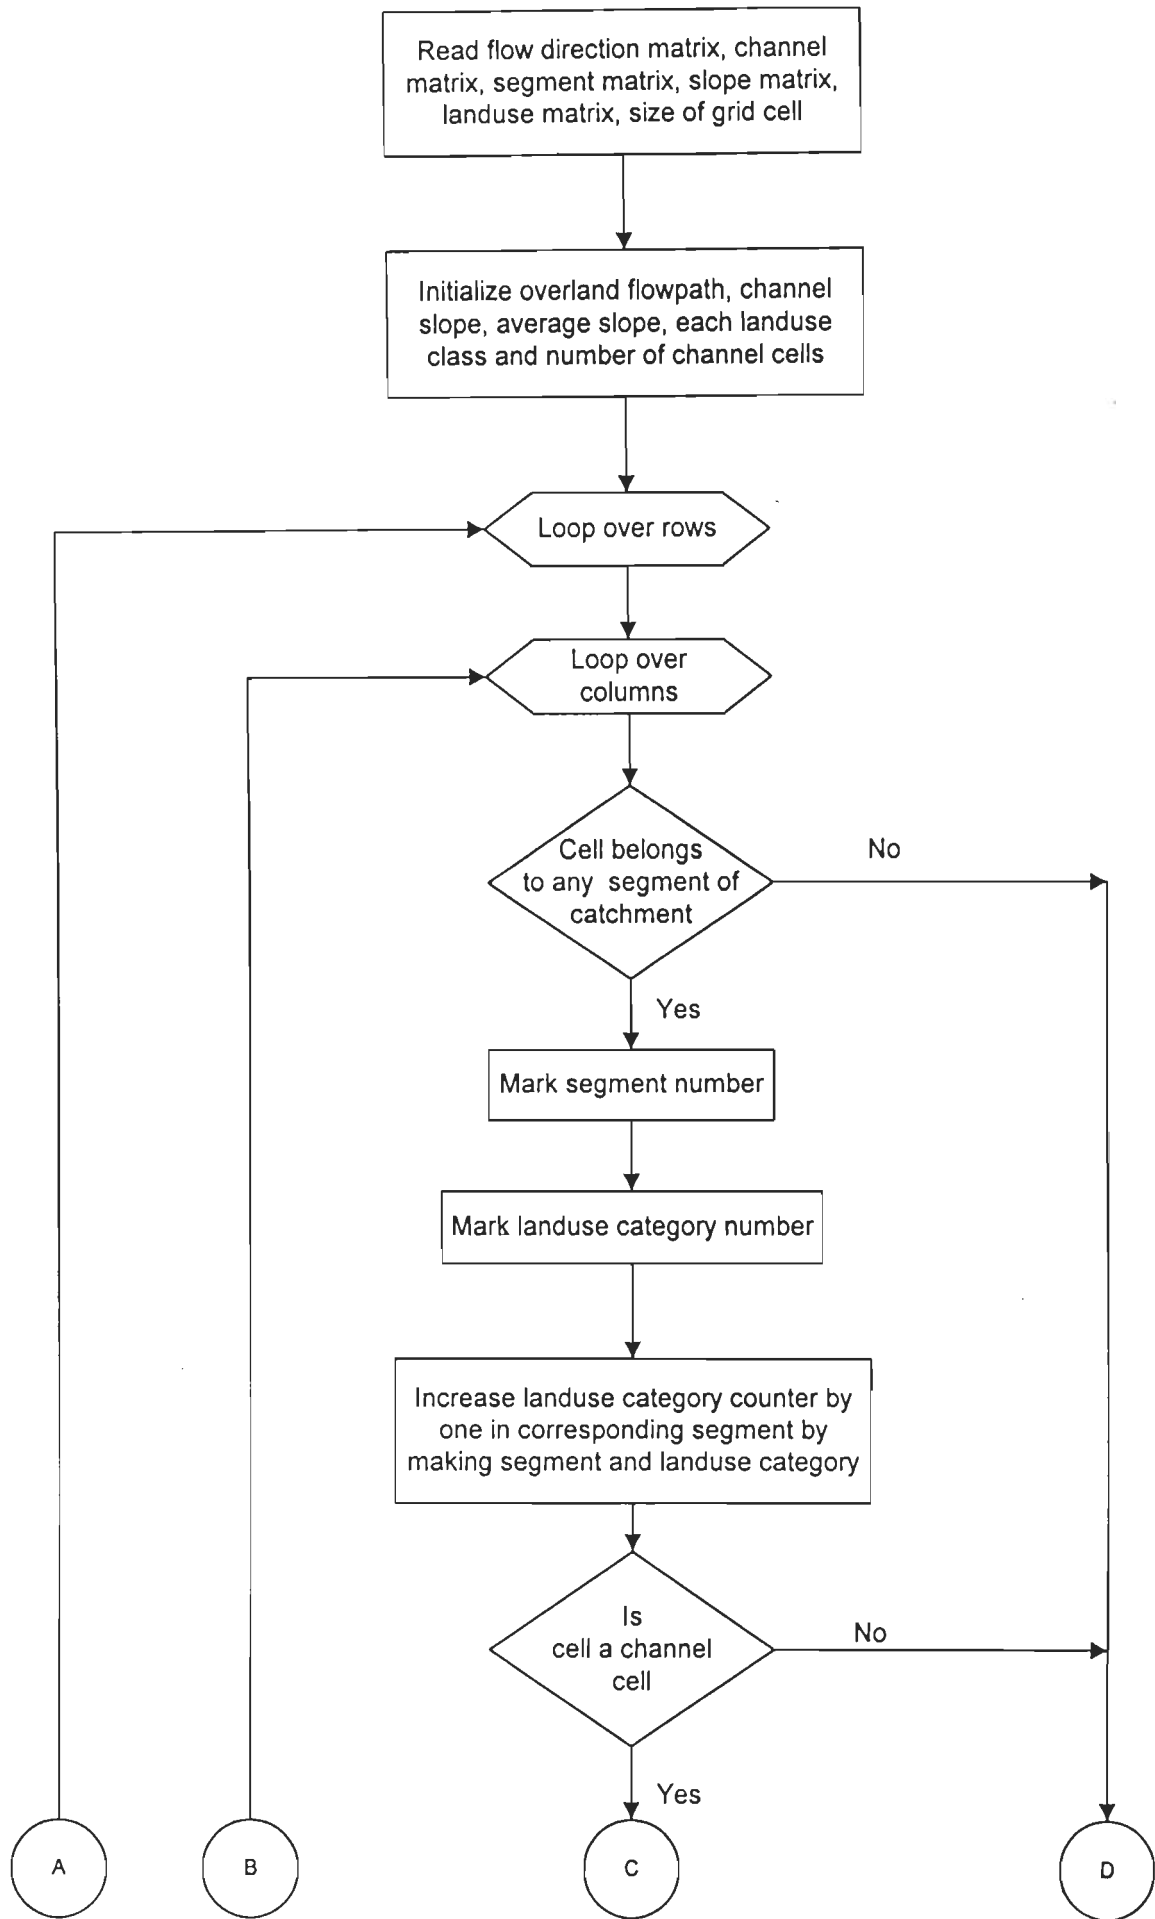 Read flow direction matrix, channel
matrix, segment matrix, slope matrix,
landuse matrix, size of grid cell
Initialize overland flowpath, channel
slope, average slope, each landuse
class and number of channel cells
Loop over rows
Loop over
columns
Cell belongs
to any segment of
catchment
No
Yes
Mark segment number
Mark landuse category number
Increase landuse category counter by
one in corresponding segment by
making segment and landuse category
Is
cell a channel
cell
No
Yes
A
B
C
D